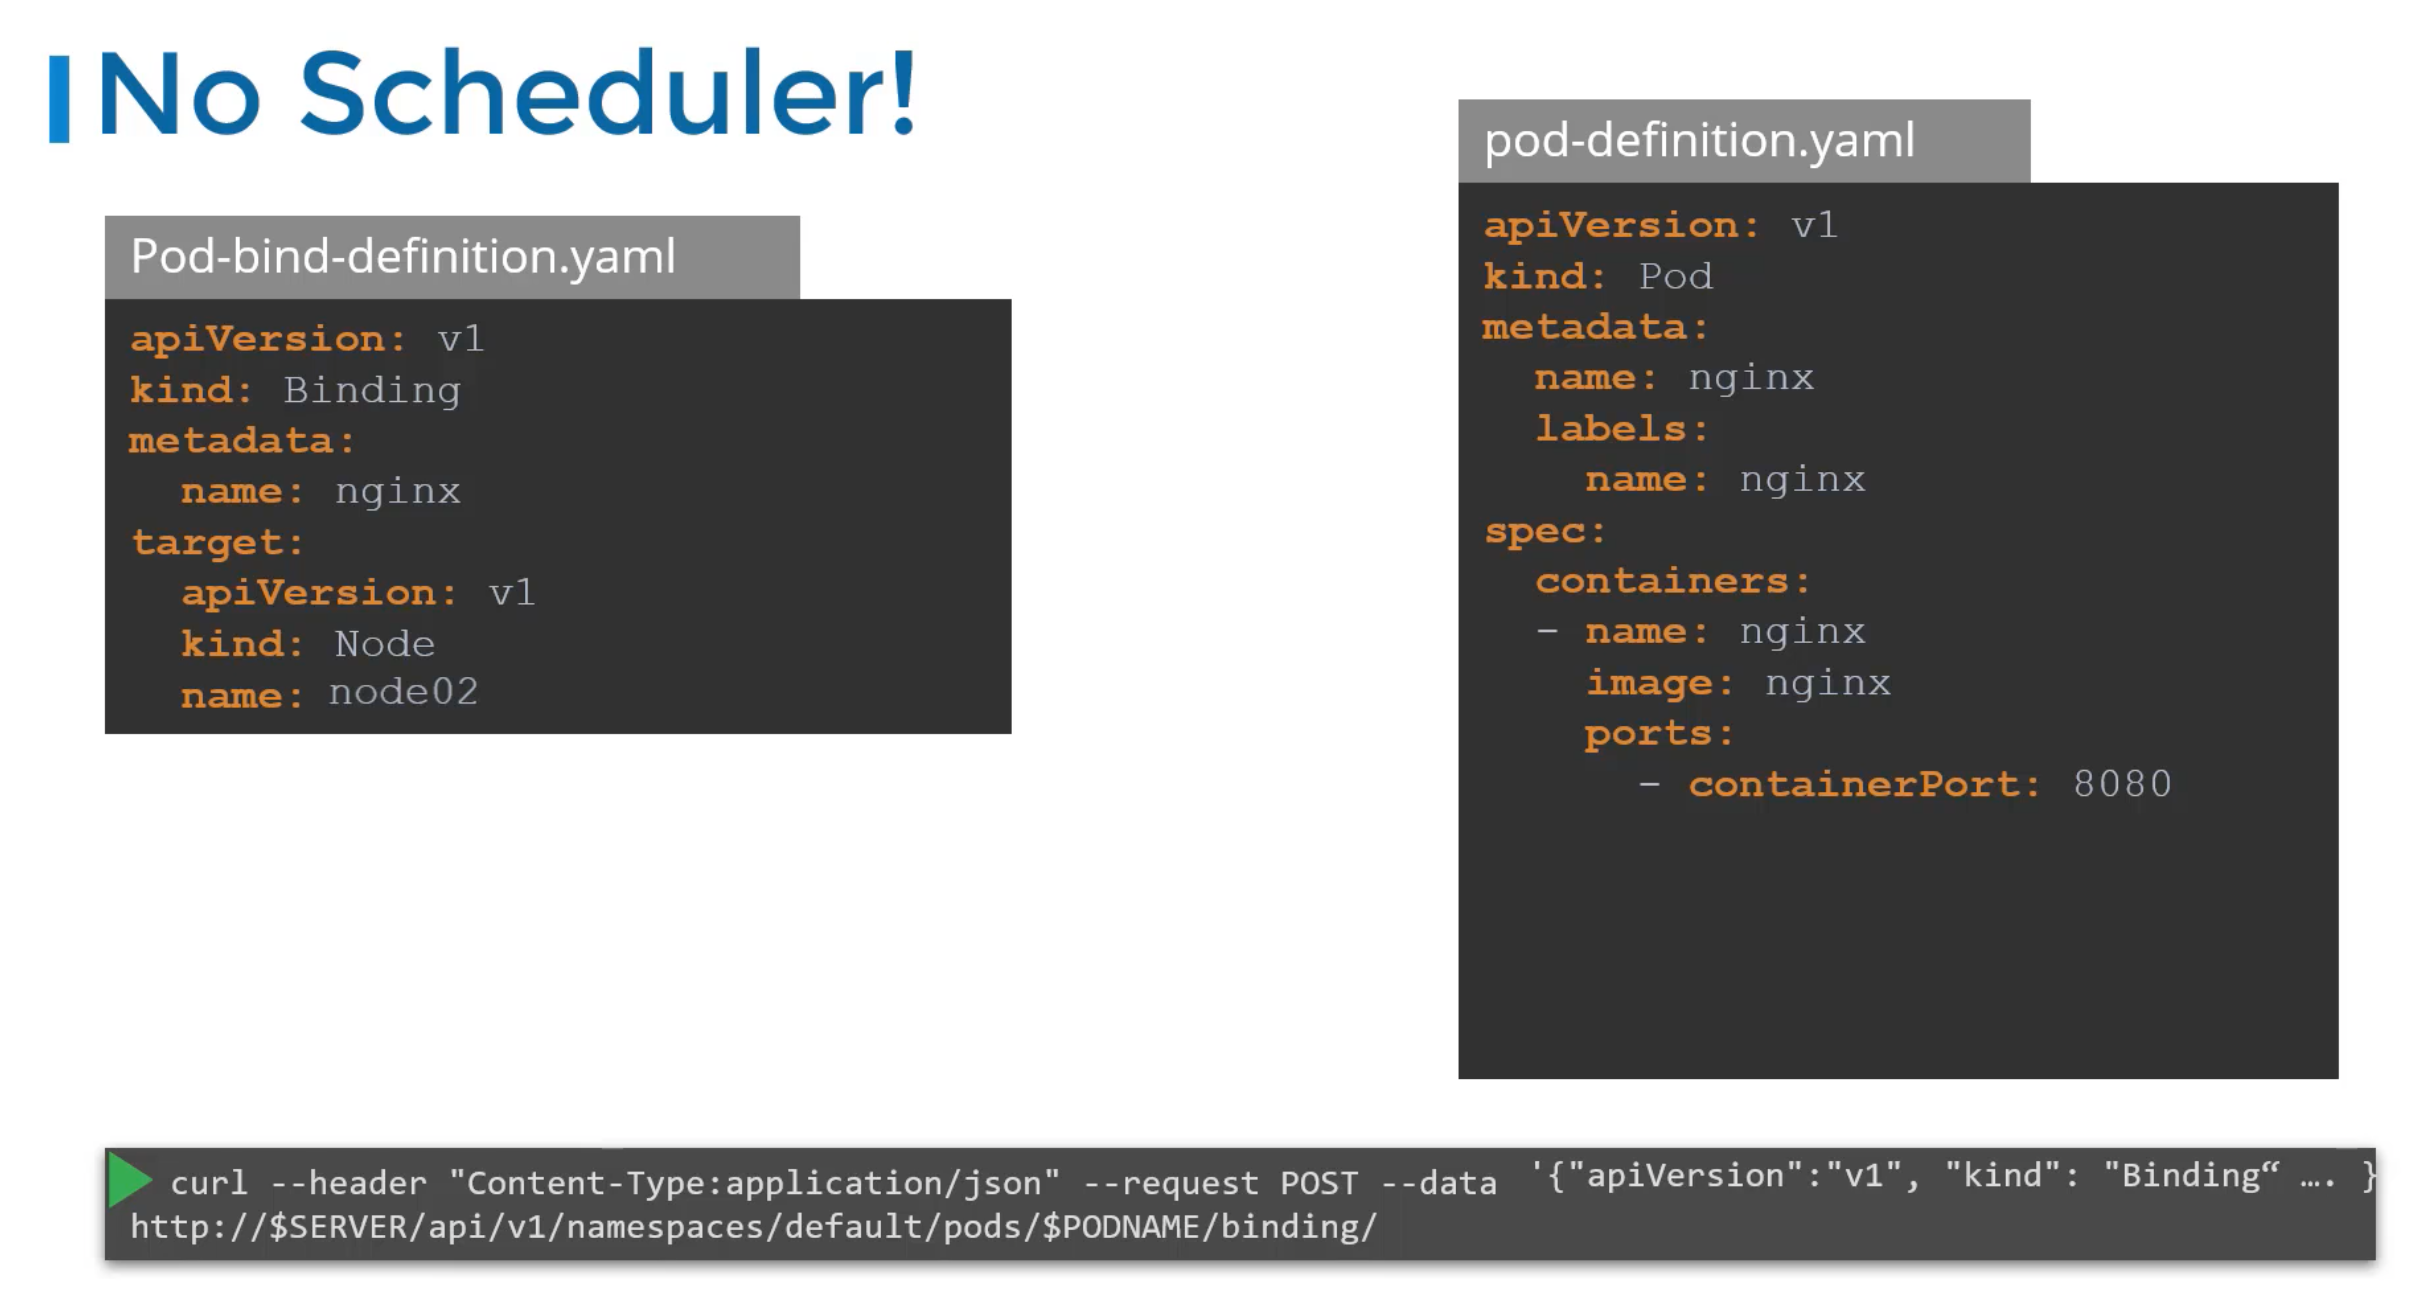 No Scheduler!
Pod-bind-definition.yaml
apiVersion: v1
kind: Binding
metadata:
  name: nginx
target:
  apiVersion: v1
  kind: Node
  name: node02
pod-definition.yaml
apiVersion: v1
kind: Pod
metadata:
  name: nginx
  labels:
    name: nginx
spec:
  containers:
  - name: nginx
    image: nginx
    ports:
      - containerPort: 8080
curl --header "Content-Type:application/json" --request POST --data '{"apiVersion":"v1", "kind": "Binding“ …. }
http://$SERVER/api/v1/namespaces/default/pods/$PODNAME/binding/